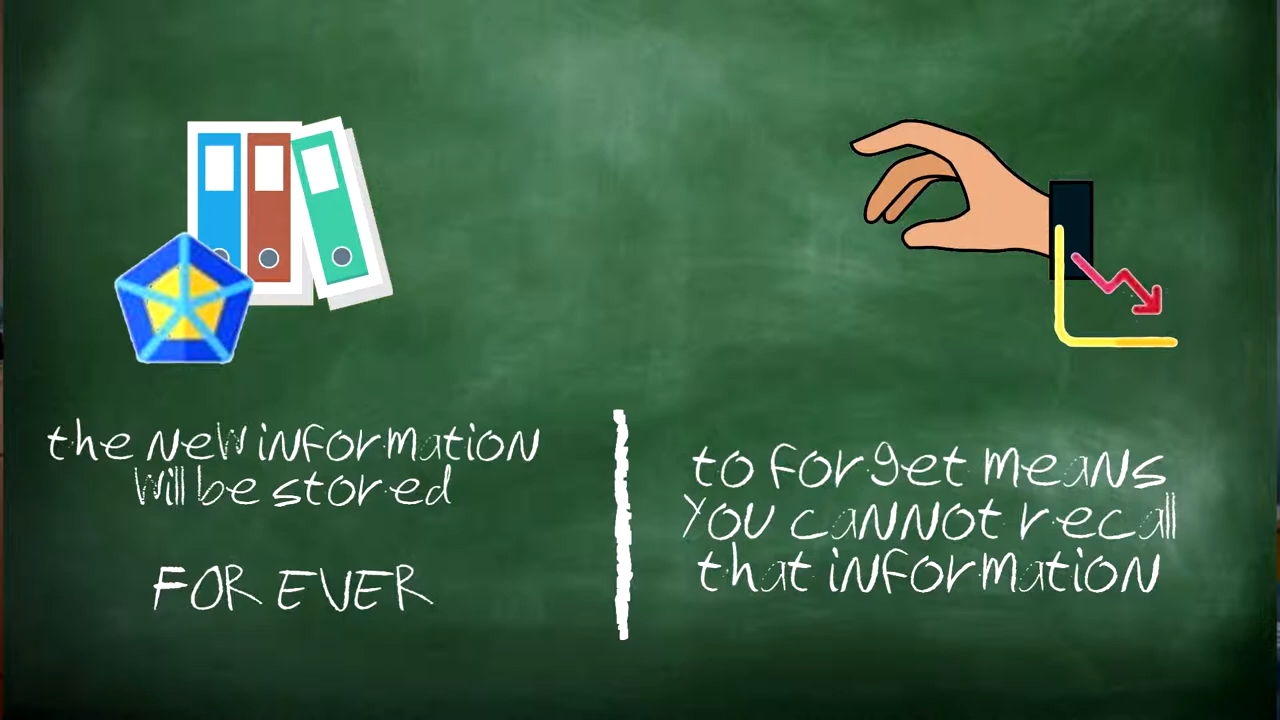 the new information
will be stored
FOR EVER
to forget means
you cannot recall
that information